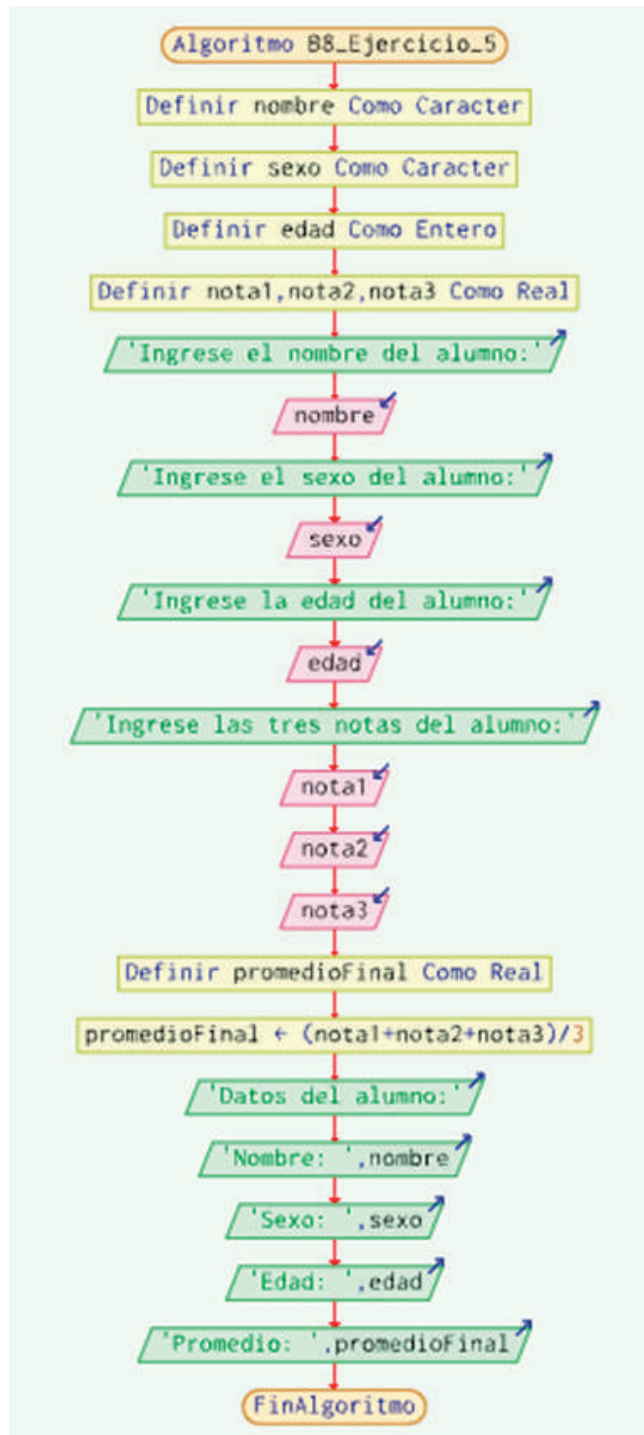 Algoritmo B8_Ejercicio_5
Definir nombre Como Caracter
Definir sexo Como Caracter
Definir edad Como Entero
Definir nota1,nota2,nota3 Como Real
'Ingrese el nombre del alumno:'
nombre
'Ingrese el sexo del alumno:'
sexo
'Ingrese la edad del alumno:'
edad
'Ingrese las tres notas del alumno:'
nota1
nota2
nota3
Definir promedioFinal Como Real
promedioFinal ← (nota1+nota2+nota3)/3
'Datos del alumno:'
'Nombre: ',nombre
'Sexo: ',sexo
'Edad: ',edad
'Promedio: ',promedioFinal
FinAlgoritmo